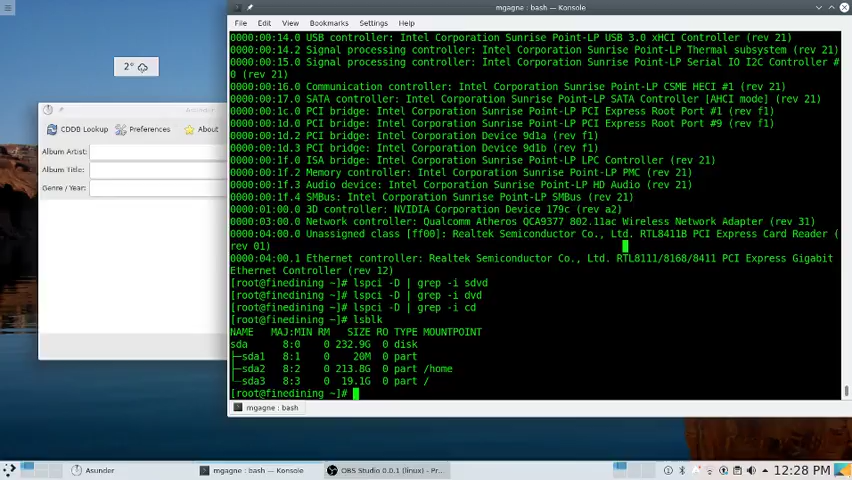 mgagne : bash — Konsole
File Edit View Bookmarks Settings Help
0000:00:14.0 USB controller: Intel Corporation Sunrise Point-LP USB 3.0 xHCI Controller (rev 21)
0000:00:14.2 Signal processing controller: Intel Corporation Sunrise Point-LP Thermal subsystem (rev 21)
0000:00:15.0 Signal processing controller: Intel Corporation Sunrise Point-LP Serial IO I2C Controller #
0 (rev 21)
0000:00:16.0 Communication controller: Intel Corporation Sunrise Point-LP CSME HECI #1 (rev 21)
0000:00:17.0 SATA controller: Intel Corporation Sunrise Point-LP SATA Controller [AHCI mode] (rev 21)
0000:00:1c.0 PCI bridge: Intel Corporation Sunrise Point-LP PCI Express Root Port #1 (rev f1)
0000:00:1d.0 PCI bridge: Intel Corporation Sunrise Point-LP PCI Express Root Port #9 (rev f1)
0000:00:1d.2 PCI bridge: Intel Corporation Device 9d1a (rev f1)
0000:00:1d.3 PCI bridge: Intel Corporation Device 9d1b (rev f1)
0000:00:1f.0 ISA bridge: Intel Corporation Sunrise Point-LP LPC Controller (rev 21)
0000:00:1f.2 Memory controller: Intel Corporation Sunrise Point-LP PMC (rev 21)
0000:00:1f.3 Audio device: Intel Corporation Sunrise Point-LP HD Audio (rev 21)
0000:00:1f.4 SMBus: Intel Corporation Sunrise Point-LP SMBus (rev 21)
0000:01:00.0 3D controller: NVIDIA Corporation Device 179c (rev a2)
0000:03:00.0 Network controller: Qualcomm Atheros QCA9377 802.11ac Wireless Network Adapter (rev 31)
0000:04:00.0 Unassigned class [ff00]: Realtek Semiconductor Co., Ltd. RTL8411B PCI Express Card Reader (
rev 01)
0000:04:00.1 Ethernet controller: Realtek Semiconductor Co., Ltd. RTL8111/8168/8411 PCI Express Gigabit
Ethernet Controller (rev 12)
[root@finedining ~]# lspci -D | grep -i sdvd
[root@finedining ~]# lspci -D | grep -i dvd
[root@finedining ~]# lspci -D | grep -i cd
[root@finedining ~]# lsblk
NAME MAJ:MIN RM SIZE RO TYPE MOUNTPOINT
sda 8:0 0 232.9G 0 disk
├─sda1 8:1 0 20M 0 part
├─sda2 8:2 0 213.8G 0 part /home
└─sda3 8:3 0 19.1G 0 part /
[root@finedining ~]#
mgagne : bash
2°
Asunder
CDDB Lookup Preferences About
Album Artist:
Album Title:
Genre / Year:
Asunder
mgagne : bash — Konsole
OBS Studio 0.0.1 (linux) - Pr...
12:28 PM